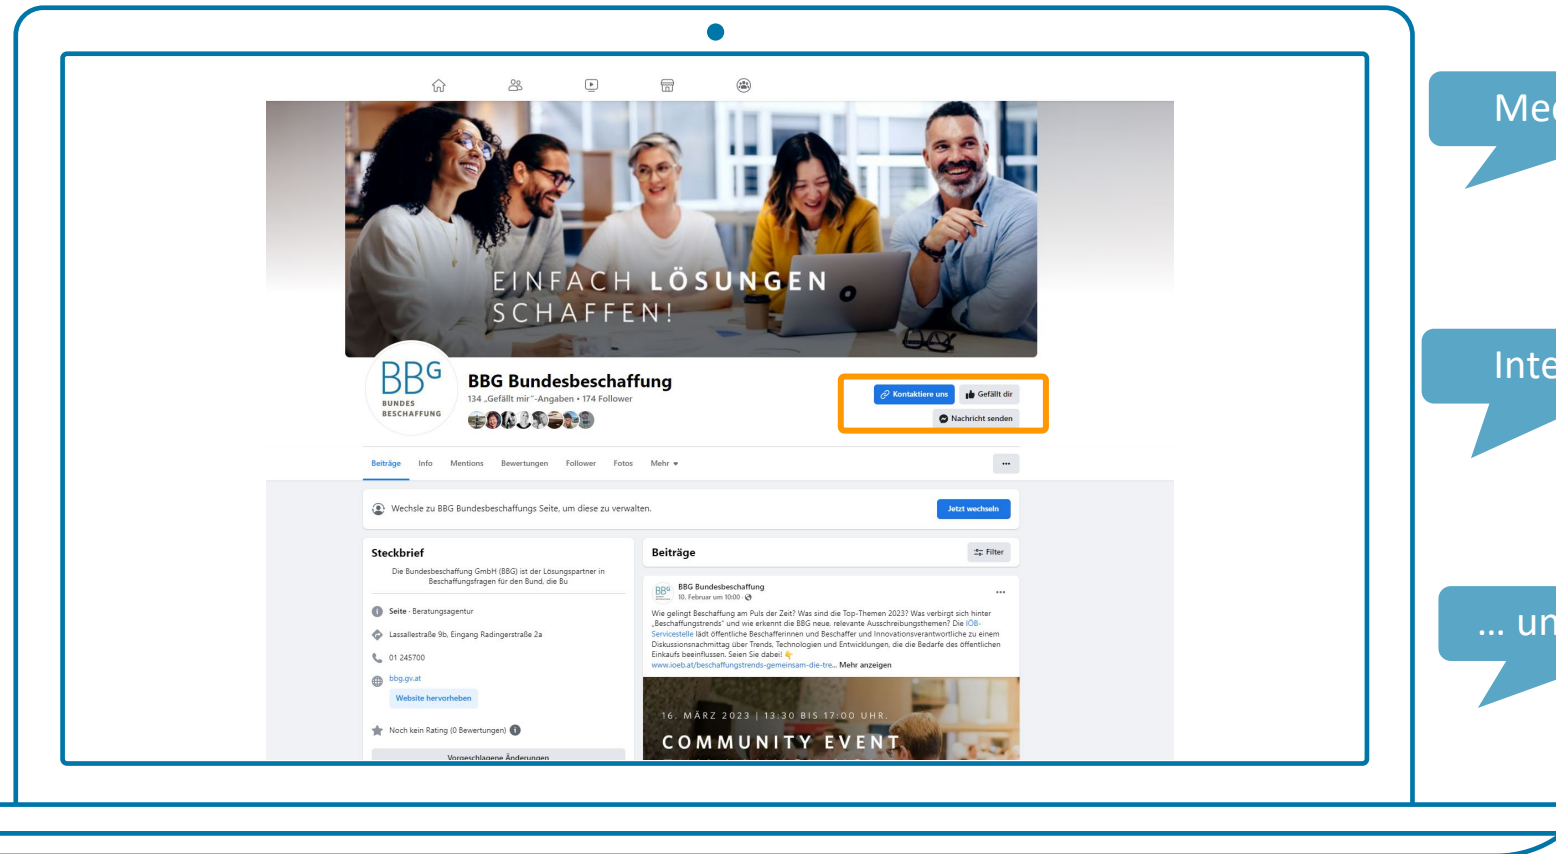 EINFACH LÖSUNGEN
SCHAFFEN!
BBG
BUNDES
BESCHAFFUNG
BBG Bundesbeschaffung
134 „Gefällt mir“-Angaben • 174 Follower
Kontaktiere uns
Gefällt dir
Nachricht senden
Beiträge Info Mentions Bewertungen Follower Fotos Mehr
Wechsle zu BBG Bundesbeschaffungs Seite, um diese zu verwalten.
Jetzt wechseln
Steckbrief
Die Bundesbeschaffung GmbH (BBG) ist der Lösungspartner in
Beschaffungsfragen für den Bund, die Bu
Seite · Beratungsagentur
Lassallestraße 9b, Eingang Radingerstraße 2a
01 245700
bbg.gv.at
Website hervorheben
Noch kein Rating (0 Bewertungen)
Vorgeschlagene Änderungen
Beiträge
Filter
BBG
BBG Bundesbeschaffung
10. Februar um 10:00 ·
Wie gelingt Beschaffung am Puls der Zeit? Was sind die Top-Themen 2023? Was verbirgt sich hinter
„Beschaffungstrends“ und wie erkennt die BBG neue, relevante Ausschreibungsthemen? Die IÖB-
Servicestelle lädt öffentliche Beschafferinnen und Beschaffer und Innovationsverantwortliche zu einem
Diskussionsnachmittag über Trends, Technologien und Entwicklungen, die die Bedarfe des öffentlichen
Einkaufs beeinflussen. Seien Sie dabei! 👇
www.ioeb.at/beschaffungstrends-gemeinsam-die-tre... Mehr anzeigen
16. MÄRZ 2023 | 13:30 BIS 17:00 UHR.
COMMUNITY EVENT
Inte
... un